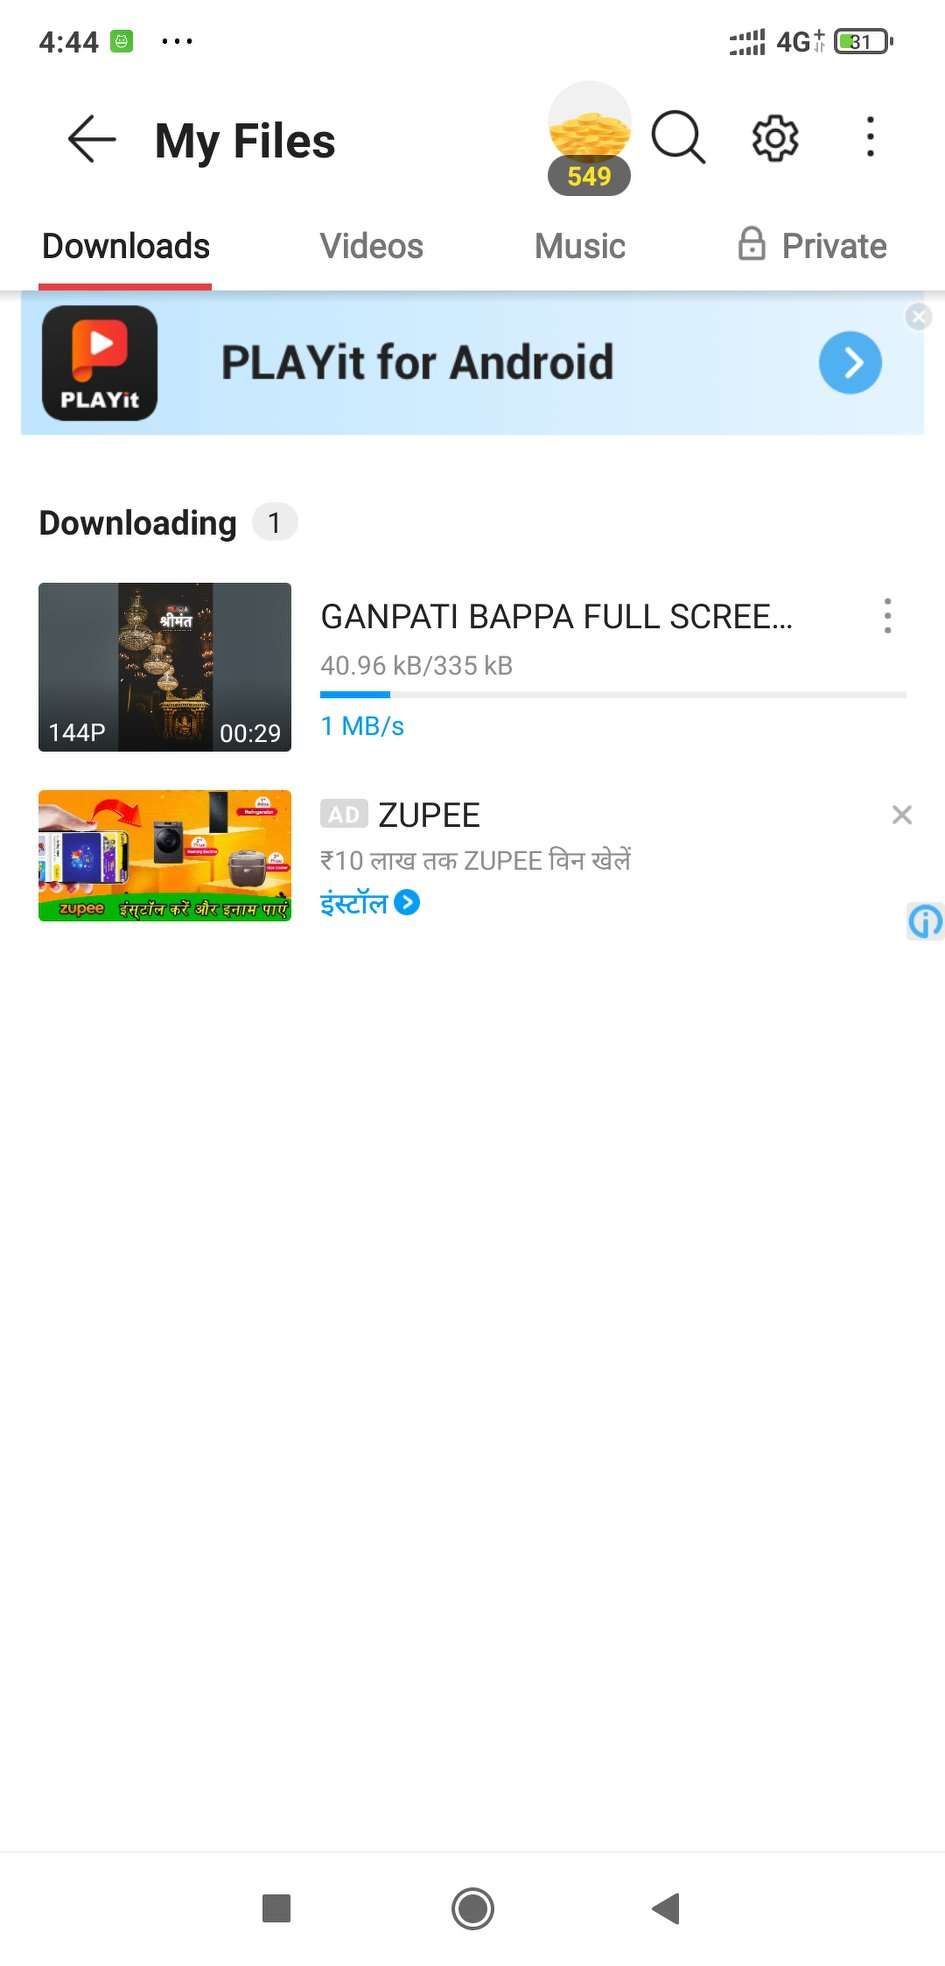 4:44 ... 4G+ 31
My Files
549
Downloads Videos Music Private
PLAYit PLAYit for Android
Downloading 1
श्रीमंत
144P 00:29
GANPATI BAPPA FULL SCREE...
40.96 kB/335 kB
1 MB/s
Refrigerator
zupee इंस्टॉल करें और इनाम पाएं
AD ZUPEE
₹10 लाख तक ZUPEE विन खेलें
इंस्टॉल